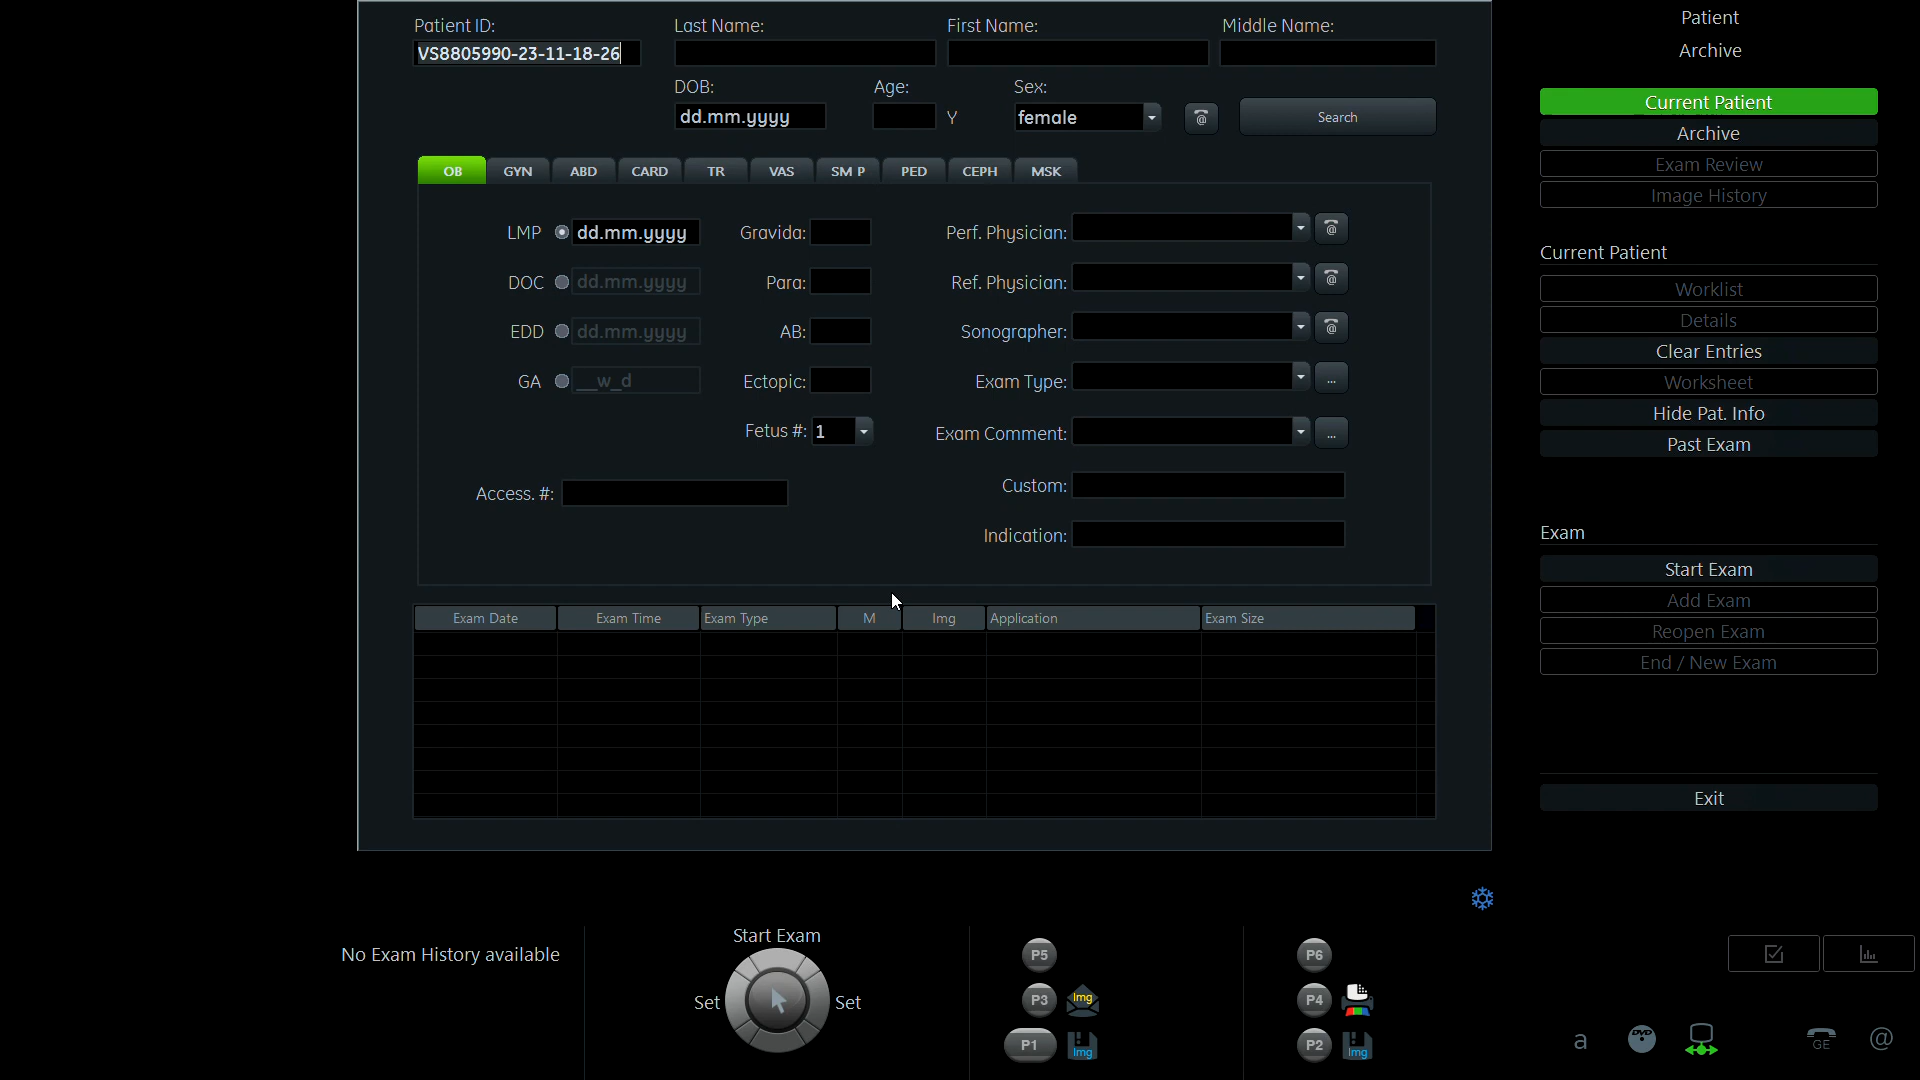 Patient ID: Last Name: First Name: Middle Name:
VS8805990-23-11-18-26
DOB: Age: Sex:
dd.mm.yyyy Y female @ Search
OB GYN ABD CARD TR VAS SM P PED CEPH MSK
LMP dd.mm.yyyy Gravida: Perf. Physician: @
DOC dd.mm.yyyy Para: Ref. Physician: @
EDD dd.mm.yyyy AB: Sonographer: @
GA __w_d Ectopic: Exam Type: ...
Fetus #: 1 Exam Comment: ...
Access. #: Custom:
Indication:
Exam Date Exam Time Exam Type M Img Application Exam Size
Patient
Archive
Current Patient
Archive
Exam Review
Image History
Current Patient
Worklist
Details
Clear Entries
Worksheet
Hide Pat. Info
Past Exam
Exam
Start Exam
Add Exam
Reopen Exam
End / New Exam
Exit
No Exam History available
Start Exam
Set Set
P5 P6
P3 Img P4
P1 Img P2 Img
a DVD GE @